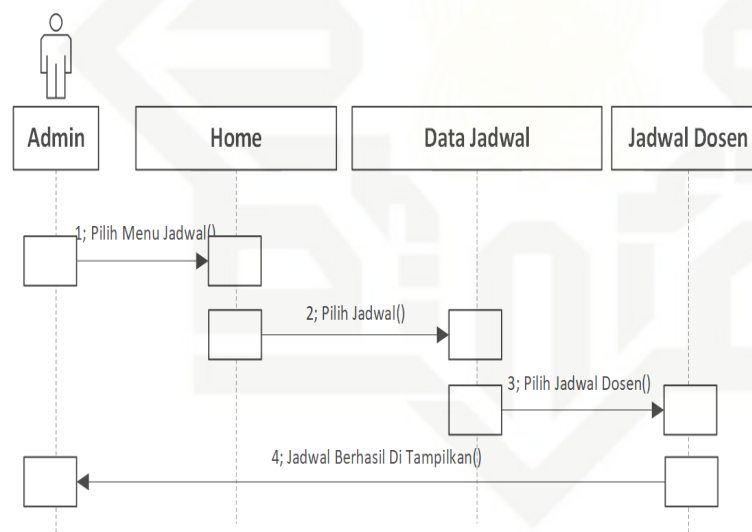 Admin
Home
Data Jadwal
Jadwal Dosen
1; Pilih Menu Jadwal()
2; Pilih Jadwal()
3; Pilih Jadwal Dosen()
4; Jadwal Berhasil Di Tampilkan()